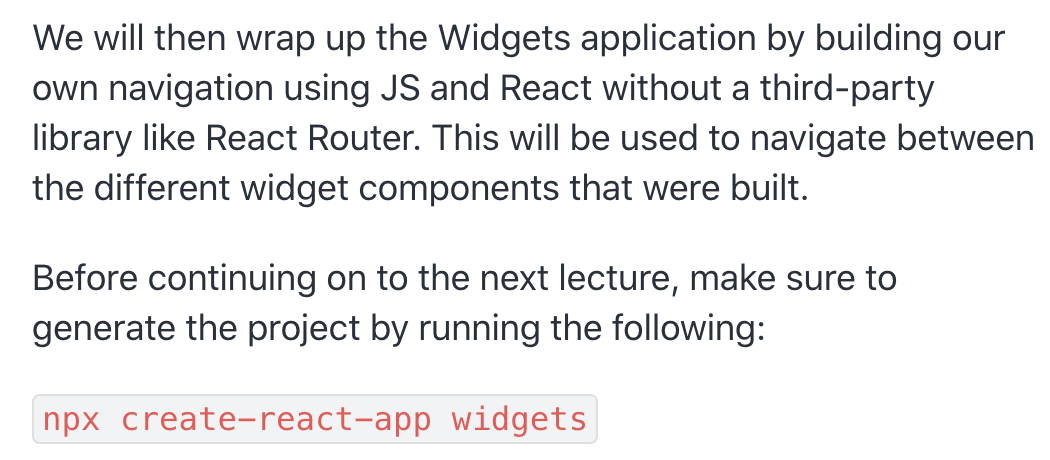 We will then wrap up the Widgets application by building our
own navigation using JS and React without a third-party
library like React Router. This will be used to navigate between
the different widget components that were built.
Before continuing on to the next lecture, make sure to
generate the project by running the following:
npx create-react-app widgets